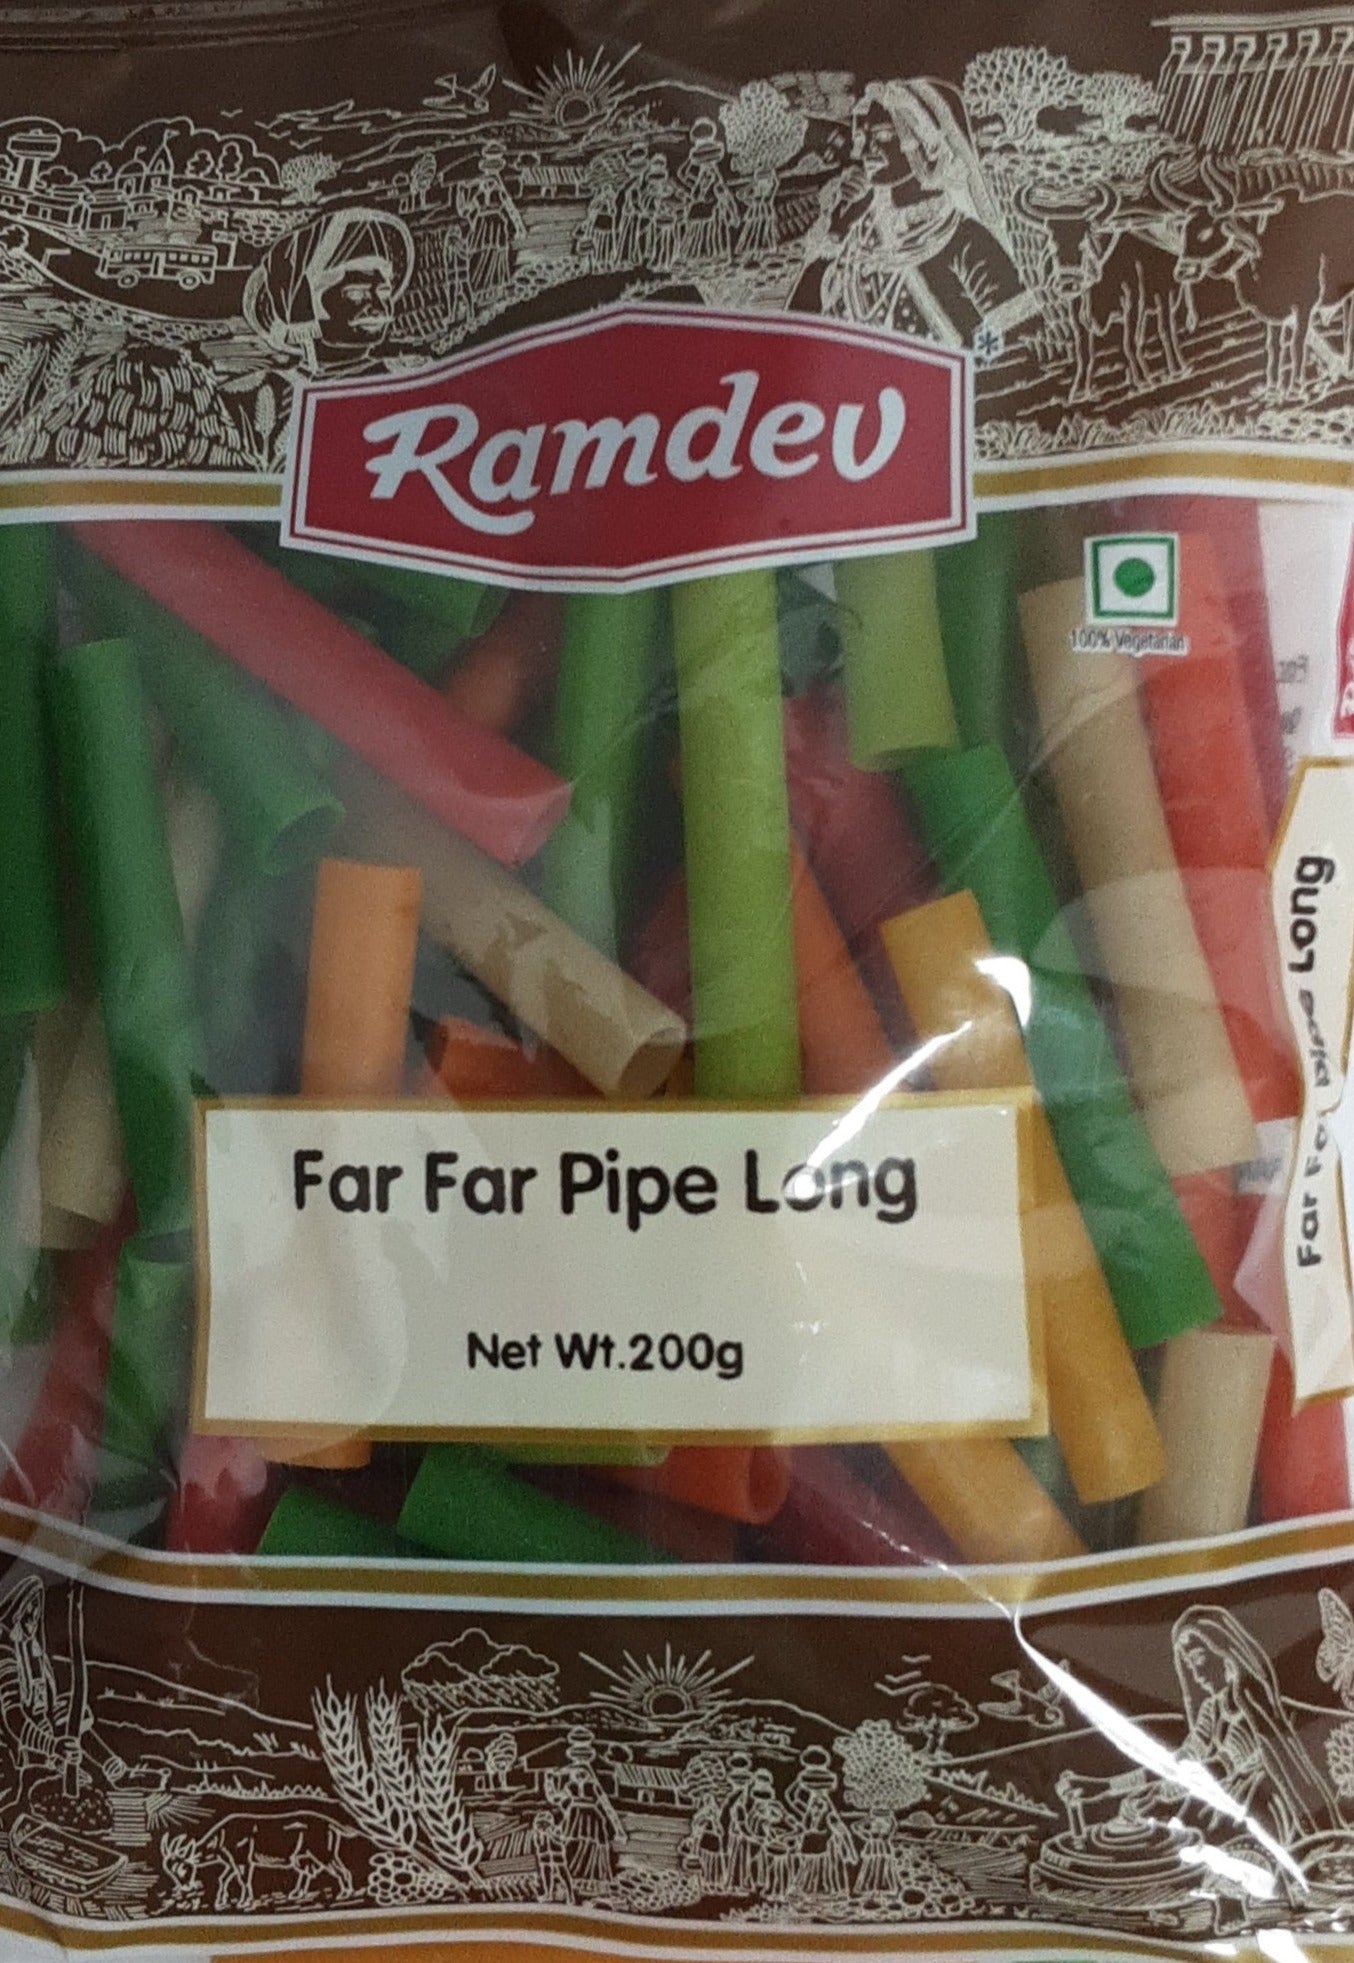 Ramdev
*
100% Vegetarian
Far Far Pipe Long
Net Wt.200g
Far Far Pipe Long